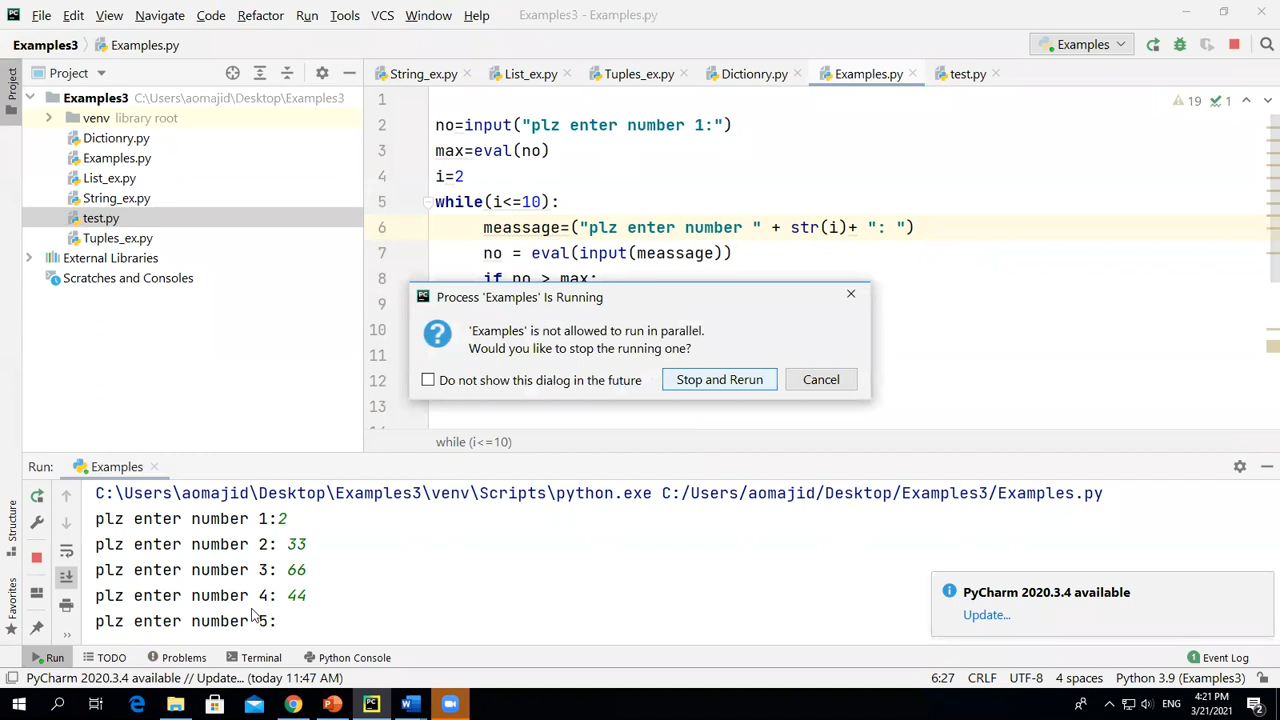 File Edit View Navigate Code Refactor Run Tools VCS Window Help Examples3 - Examples.py
Examples3 Examples.py Examples
Project String_ex.py List_ex.py Tuples_ex.py Dictionry.py Examples.py test.py
Project
Examples3 C:\Users\aomajid\Desktop\Examples3
venv library root
Dictionry.py
Examples.py
List_ex.py
String_ex.py
test.py
Tuples_ex.py
External Libraries
Scratches and Consoles
19 1
1
2 no=input("plz enter number 1:")
3 max=eval(no)
4 i=2
5 while(i<=10):
6 meassage=("plz enter number " + str(i)+ ": ")
7 no = eval(input(meassage))
8 if no > max:
9
10
11
12
13
Process 'Examples' Is Running
'Examples' is not allowed to run in parallel.
Would you like to stop the running one?
Do not show this dialog in the future Stop and Rerun Cancel
while (i<=10)
Run: Examples
C:\Users\aomajid\Desktop\Examples3\venv\Scripts\python.exe C:/Users/aomajid/Desktop/Examples3/Examples.py
plz enter number 1:2
plz enter number 2: 33
plz enter number 3: 66
plz enter number 4: 44
plz enter number 5:
Structure
Favorites
PyCharm 2020.3.4 available
Update...
Run TODO Problems Terminal Python Console Event Log
PyCharm 2020.3.4 available // Update... (today 11:47 AM) 6:27 CRLF UTF-8 4 spaces Python 3.9 (Examples3)
ENG 4:21 PM
3/21/2021 2